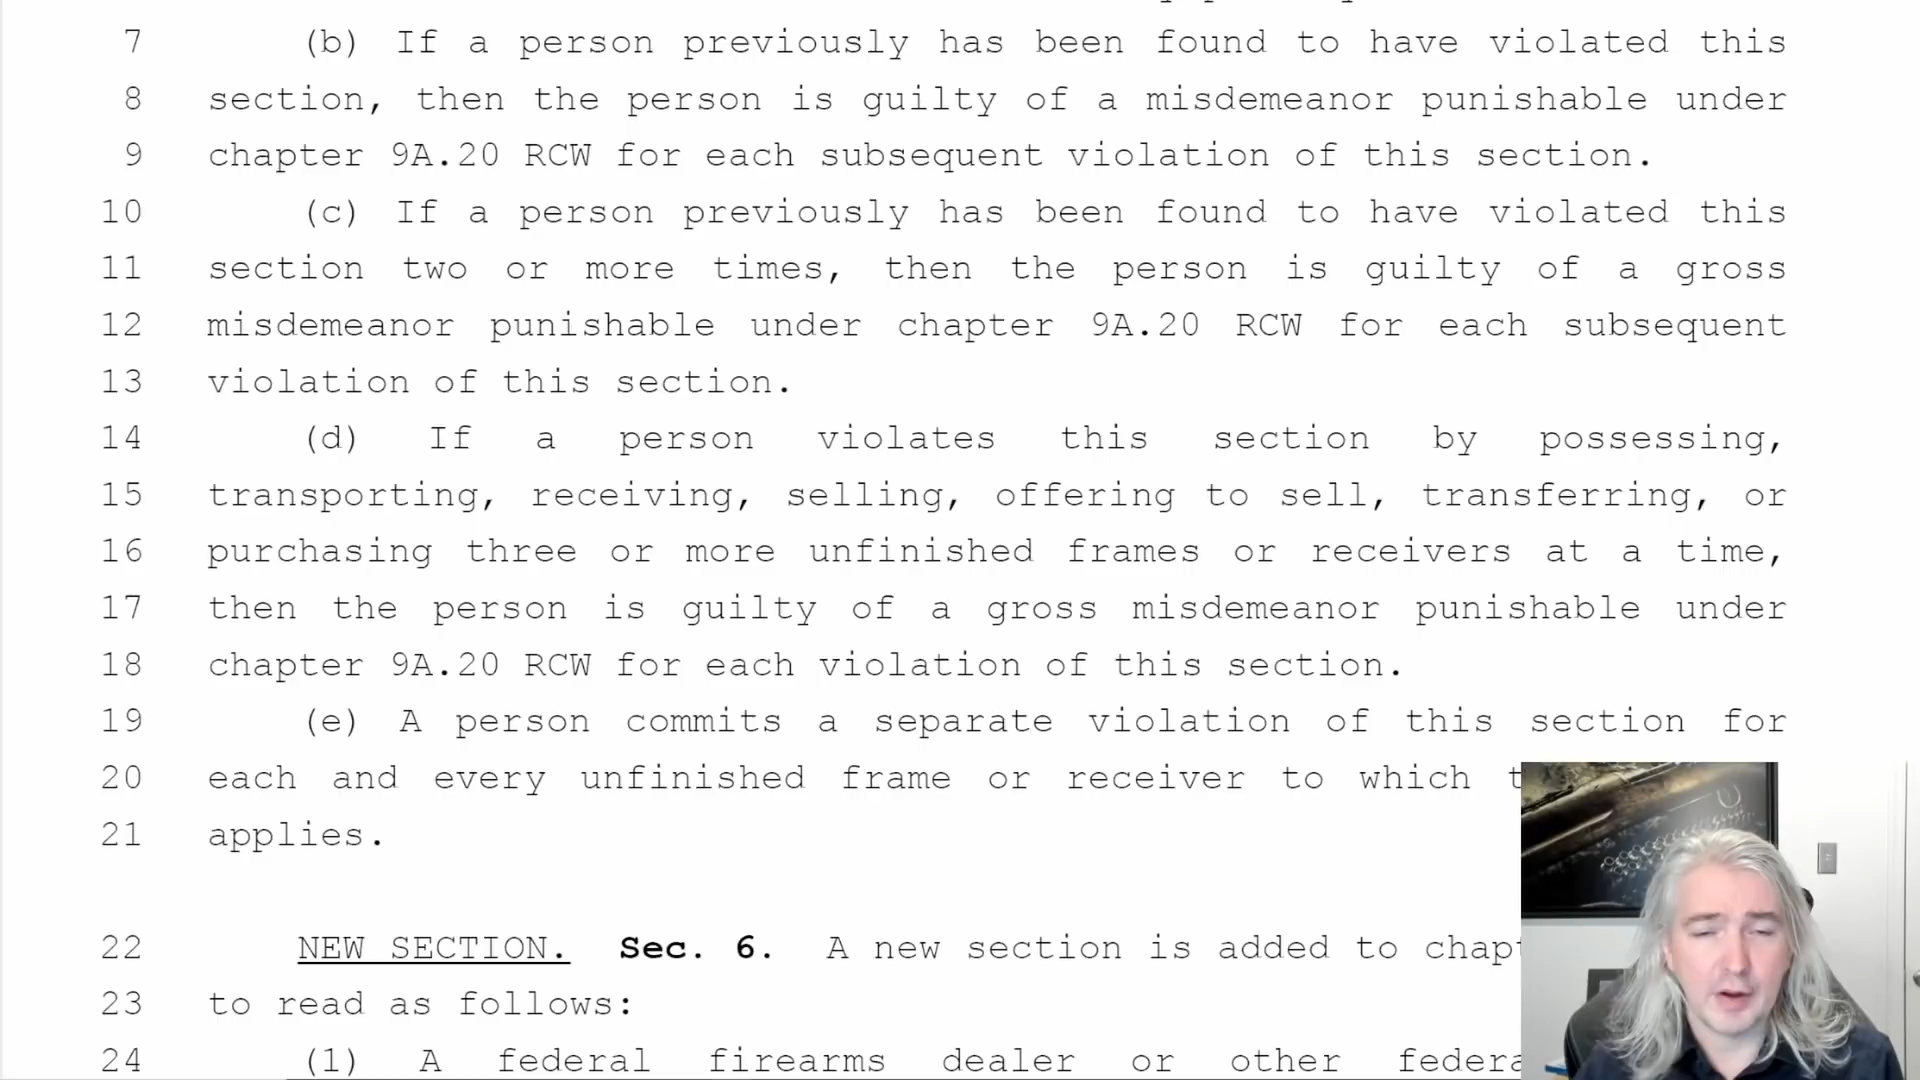 7 (b) If a person previously has been found to have violated this
8 section, then the person is guilty of a misdemeanor punishable under
9 chapter 9A.20 RCW for each subsequent violation of this section.
10 (c) If a person previously has been found to have violated this
11 section two or more times, then the person is guilty of a gross
12 misdemeanor punishable under chapter 9A.20 RCW for each subsequent
13 violation of this section.
14 (d) If a person violates this section by possessing,
15 transporting, receiving, selling, offering to sell, transferring, or
16 purchasing three or more unfinished frames or receivers at a time,
17 then the person is guilty of a gross misdemeanor punishable under
18 chapter 9A.20 RCW for each violation of this section.
19 (e) A person commits a separate violation of this section for
20 each and every unfinished frame or receiver to which
21 applies.
22 NEW SECTION. Sec. 6. A new section is added to
23 to read as follows:
24 (1) A federal firearms dealer or other